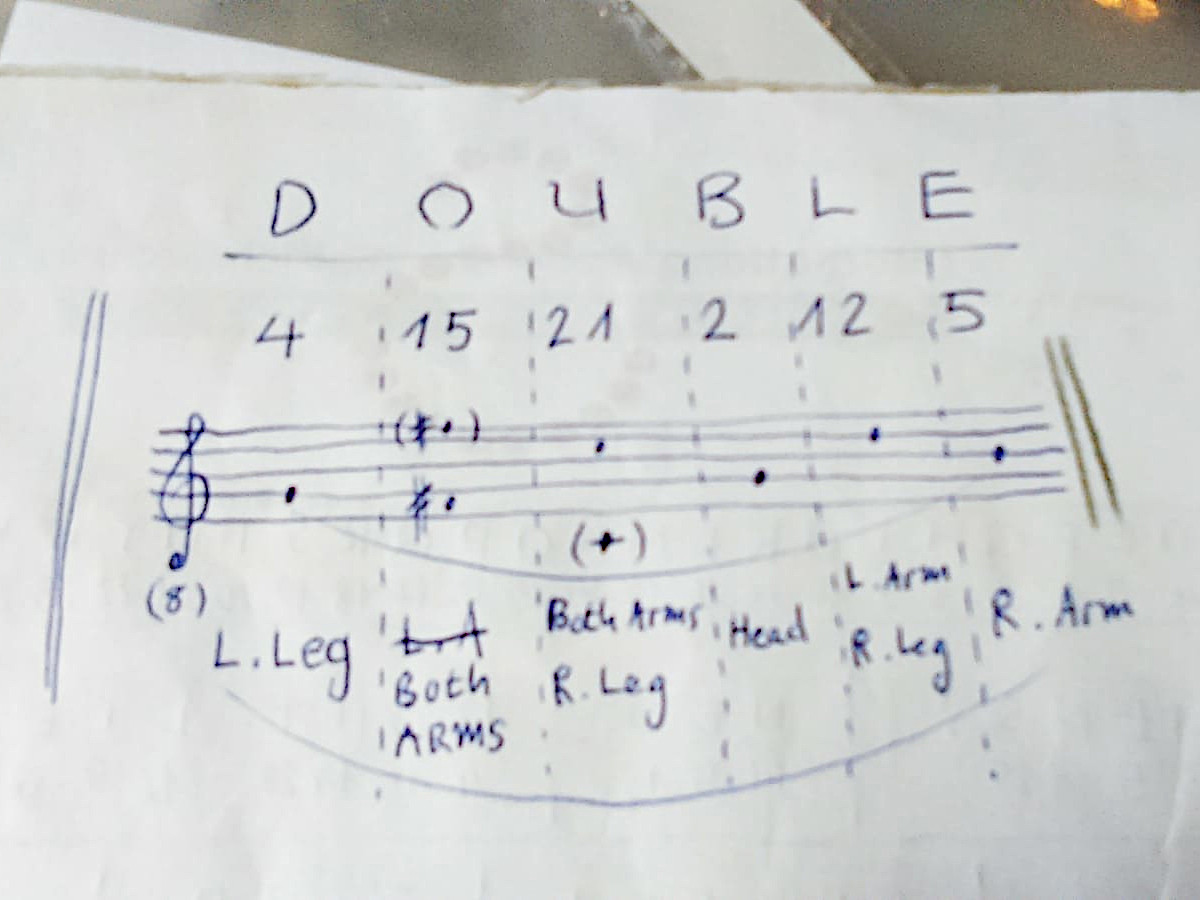 D O U B L E
4 15 21 2 12 5
(8)
(+)
L. Leg
L.A
Both
ARMS
Both Arms
R. Leg
Head
L. Arm
R. Leg
R. Arm